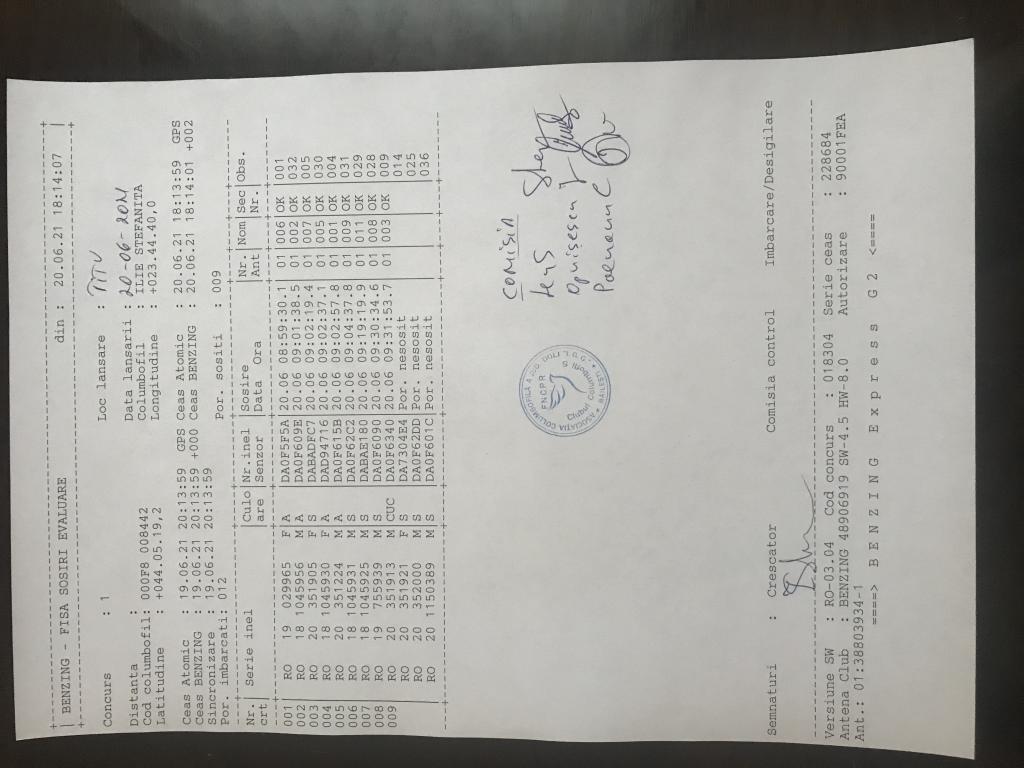 | BENZING - FISA SOSIRI EVALUARE din : 20.06.21 18:14:07 |
Concurs : 1 Loc lansare : TITU
Distanta : Data lansarii : 20-06-2021
Cod columbofil: 000F8 008442 Columbofil : ILIE STEFANITA
Latitudine : +044.05.19,2 Longitudine : +023.44.40,0
Ceas Atomic : 19.06.21 20:13:59 GPS Ceas Atomic : 20.06.21 18:13:59 GPS
Ceas BENZING : 19.06.21 20:13:59 +000 Ceas BENZING : 20.06.21 18:14:01 +002
Sincronizare : 19.06.21 20:13:59
Por. imbarcati: 012 Por. sositi : 009
Nr. | Serie inel |Culo|Nr.inel |Sosire |Nr. |Nom|Sec|Obs.
crt | |are |Senzor |Data Ora |Ant |Nr.|
001 | RO 19 029965 F|A |DA0F5F5A|20.06 08:59:30.1| 01 |006|OK |001
002 | RO 18 1045956 M|A |DA0F609E|20.06 09:01:38.5| 01 |002|OK |032
003 | RO 20 351905 F|S |DABADFC7|20.06 09:02:19.4| 01 |007|OK |005
004 | RO 18 1045930 F|A |DAD94716|20.06 09:02:37.1| 01 |005|OK |030
005 | RO 20 351224 M|A |DA0F615B|20.06 09:02:57.8| 01 |001|OK |004
006 | RO 18 1045931 M|S |DA0F62C2|20.06 09:04:37.8| 01 |009|OK |031
007 | RO 18 1045925 M|S |DABAE180|20.06 09:19:19.9| 01 |011|OK |029
008 | RO 19 755939 M|S |DA0F6090|20.06 09:30:34.6| 01 |008|OK |028
009 | RO 20 351913 M|CUC |DA0F6340|20.06 09:31:53.7| 01 |003|OK |009
RO 20 351921 F|S |DA7304E4|Por. nesosit | | | |014
RO 20 352000 M|S |DA0F62DD|Por. nesosit | | | |025
RO 20 1150389 M|S |DA0F601C|Por. nesosit | | | |036
COMISIA
ASOCIATIA COLUMBOFILA
FNCPR
Clubul
Semnaturi : Crescator Comisia control Imbarcare/Desigilare
Versiune SW : RO-03.04 Cod concurs : 018304 Serie ceas : 228684
Antena Club : BENZING 48906919 SW-4.5 HW-8.0 Autorizare : 90001FEA
Ant.: 01:38803934-1
====> B E N Z I N G E x p r e s s G 2 <====